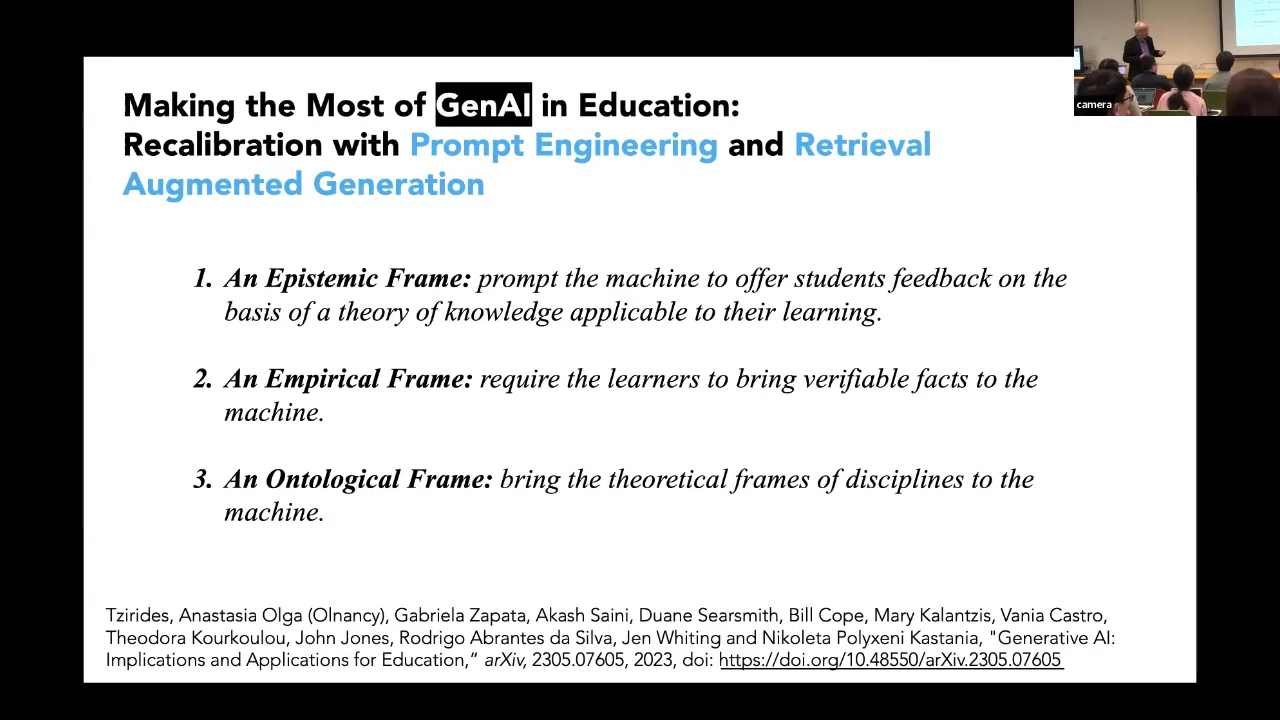 Making the Most of GenAI in Education:
Recalibration with Prompt Engineering and Retrieval
Augmented Generation
1. An Epistemic Frame: prompt the machine to offer students feedback on the
basis of a theory of knowledge applicable to their learning.
2. An Empirical Frame: require the learners to bring verifiable facts to the
machine.
3. An Ontological Frame: bring the theoretical frames of disciplines to the
machine.
Tzirides, Anastasia Olga (Olnancy), Gabriela Zapata, Akash Saini, Duane Searsmith, Bill Cope, Mary Kalantzis, Vania Castro,
Theodora Kourkoulou, John Jones, Rodrigo Abrantes da Silva, Jen Whiting and Nikoleta Polyxeni Kastania, "Generative AI:
Implications and Applications for Education,“ arXiv, 2305.07605, 2023, doi: https://doi.org/10.48550/arXiv.2305.07605
camera